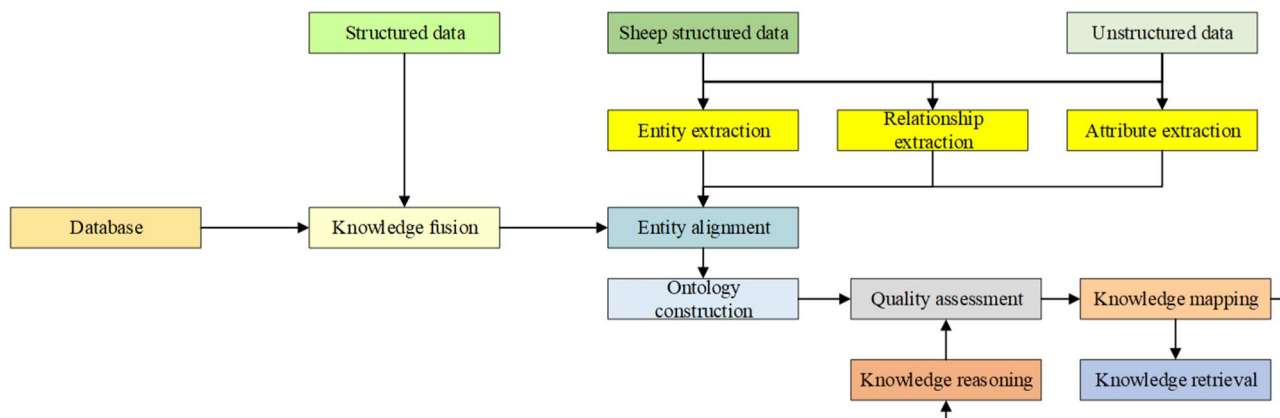 Structured data
Sheep structured data
Unstructured data
Entity extraction
Relationship
extraction
Attribute extraction
Database
Knowledge fusion
Entity alignment
Ontology
construction
Quality assessment
Knowledge mapping
Knowledge reasoning
Knowledge retrieval